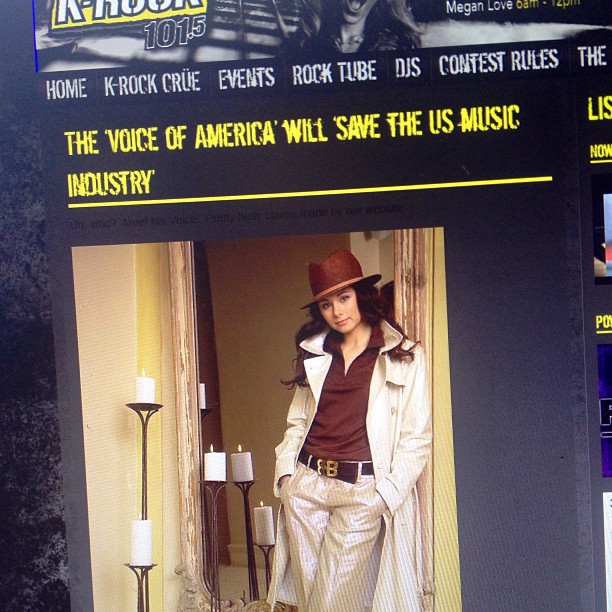 K-ROCK
101.5
Megan Love 6am - 12pm
HOME K-ROCK CRÜE EVENTS ROCK TUBE DJS CONTEST RULES THE
THE 'VOICE OF AMERICA' WILL 'SAVE THE US MUSIC
INDUSTRY'
LIS
NOW
"Uh, who? Meet his Voice. Pretty hefty claims made by her website
B